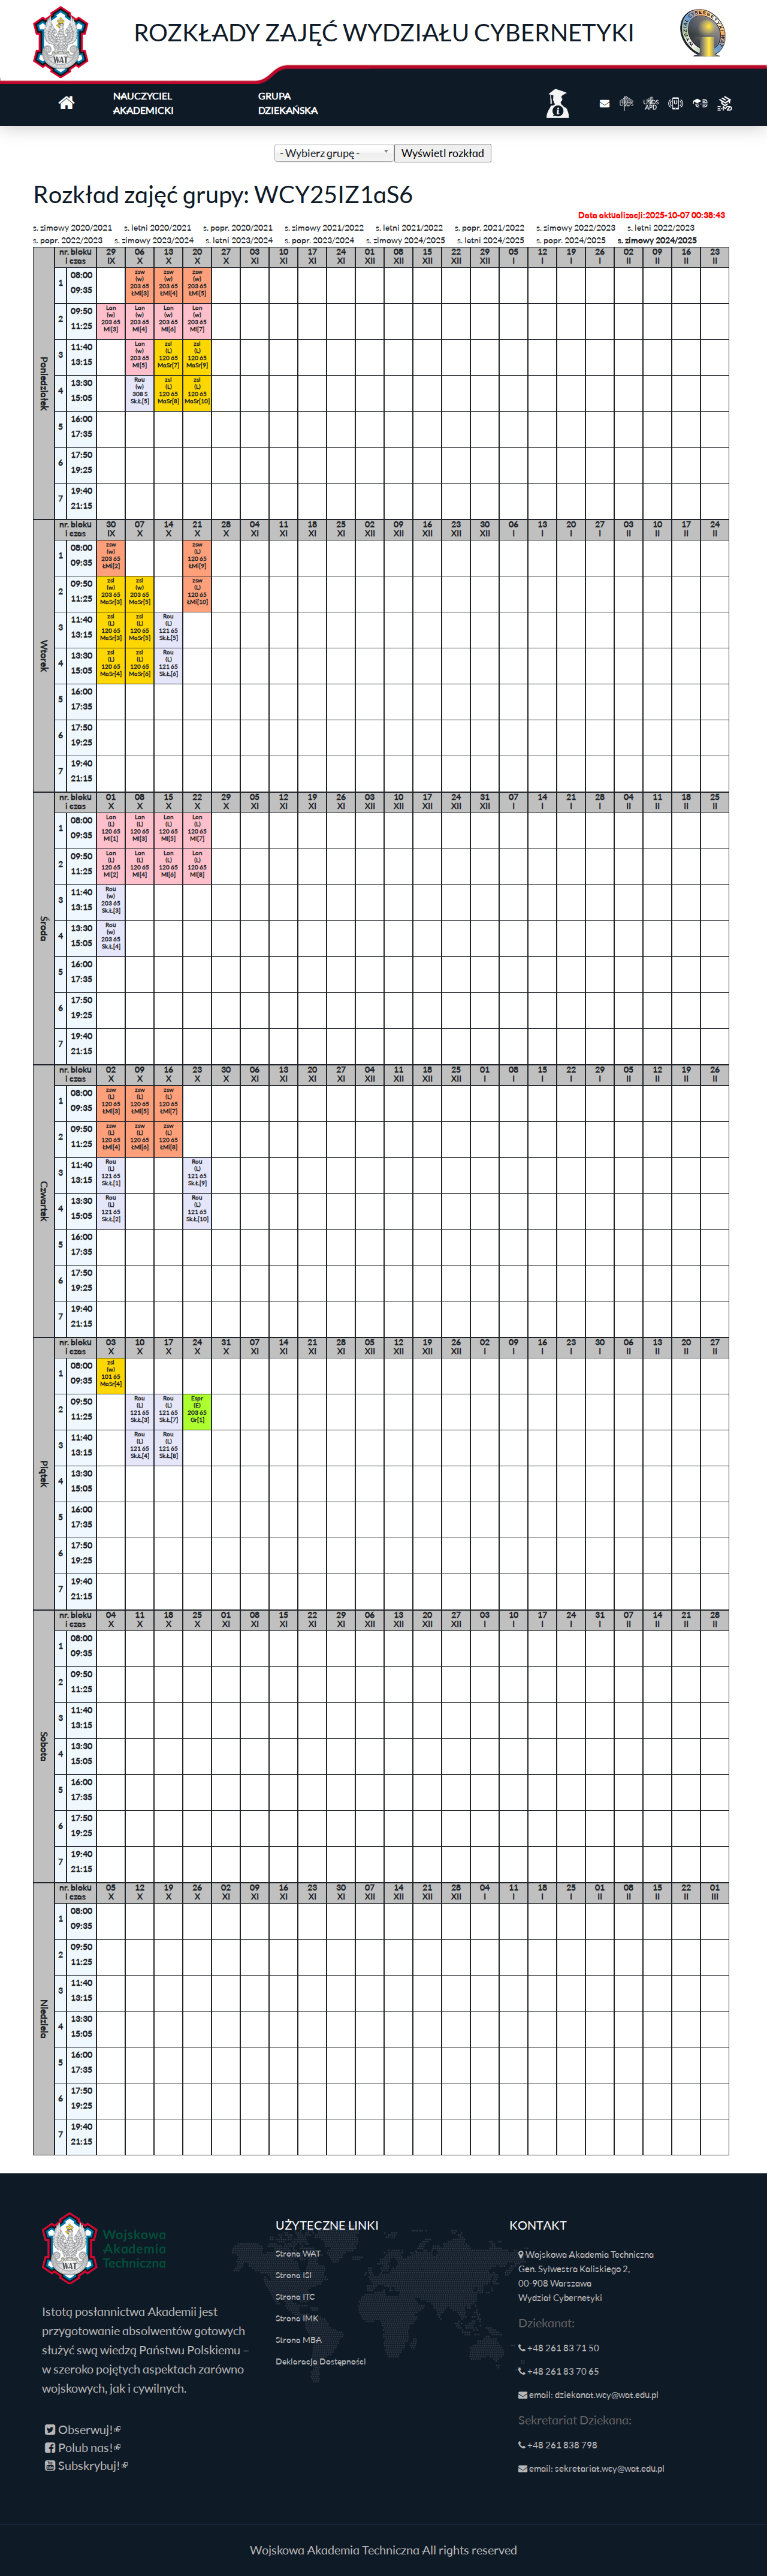 ROZKŁADY ZAJĘĆ WYDZIAŁU CYBERNETYKI
NAUCZYCIEL AKADEMICKI
GRUPA DZIEKAŃSKA
- Wybierz grupę -
Wyświetl rozkład
Rozkład zajęć grupy: WCY25IZ1aS6
Data aktualizacji:2025-10-07 00:38:43
s. zimowy 2020/2021 s. letni 2020/2021 s. popr. 2020/2021 s. zimowy 2021/2022 s. letni 2021/2022 s. popr. 2021/2022 s. zimowy 2022/2023 s. letni 2022/2023
s. popr. 2022/2023 s. zimowy 2023/2024 s. letni 2023/2024 s. popr. 2023/2024 s. zimowy 2024/2025 s. letni 2024/2025 s. popr. 2024/2025 s. zimowy 2024/2025
Poniedziałek
nr. bloku 29 06 13 20 27 03 10 17 24 01 08 15 22 29 05 12 19 26 02 09 16 23
i czas IX X X X X XI XI XI XI XII XII XII XII XII I I I I II II II II
1 08:00 09:35 zsw (w) 203 65 ŁMi[3] zsw (w) 203 65 ŁMi[4] zsw (w) 203 65 ŁMi[5]
2 09:50 11:25 Lan (w) 203 65 Ml[3] Lan (w) 203 65 Ml[4] Lan (w) 203 65 Ml[6] Lan (w) 203 65 Ml[7]
3 11:40 13:15 Lan (w) 203 65 Ml[5] zsl (L) 120 65 MaSr[7] zsl (L) 120 65 MaSr[9]
4 13:30 15:05 Rou (w) 308 S Sk.Ł[5] zsl (L) 120 65 MaSr[8] zsl (L) 120 65 MaSr[10]
5 16:00 17:35
6 17:50 19:25
7 19:40 21:15
Wtorek
nr. bloku 30 07 14 21 28 04 11 18 25 02 09 16 23 30 06 13 20 27 03 10 17 24
i czas IX X X X X XI XI XI XI XII XII XII XII XII I I I I II II II II
1 08:00 09:35 zsw (w) 203 65 ŁMi[2] zsw (L) 120 65 ŁMi[9]
2 09:50 11:25 zsl (w) 203 65 MaSr[3] zsl (w) 203 65 MaSr[5] zsw (L) 120 65 ŁMi[10]
3 11:40 13:15 zsl (L) 120 65 MaSr[3] zsl (L) 120 65 MaSr[5] Rou (L) 121 65 Sk.Ł[5]
4 13:30 15:05 zsl (L) 120 65 MaSr[4] zsl (L) 120 65 MaSr[6] Rou (L) 121 65 Sk.Ł[6]
5 16:00 17:35
6 17:50 19:25
7 19:40 21:15
Środa
nr. bloku 01 08 15 22 29 05 12 19 26 03 10 17 24 31 07 14 21 28 04 11 18 25
i czas X X X X X XI XI XI XI XII XII XII XII XII I I I I II II II II
1 08:00 09:35 Lan (L) 120 65 Ml[1] Lan (L) 120 65 Ml[3] Lan (L) 120 65 Ml[5] Lan (L) 120 65 Ml[7]
2 09:50 11:25 Lan (L) 120 65 Ml[2] Lan (L) 120 65 Ml[4] Lan (L) 120 65 Ml[6] Lan (L) 120 65 Ml[8]
3 11:40 13:15 Rou (w) 203 65 Sk.Ł[3]
4 13:30 15:05 Rou (w) 203 65 Sk.Ł[4]
5 16:00 17:35
6 17:50 19:25
7 19:40 21:15
Czwartek
nr. bloku 02 09 16 23 30 06 13 20 27 04 11 18 25 01 08 15 22 29 05 12 19 26
i czas X X X X X XI XI XI XI XII XII XII XII I I I I I II II II II
1 08:00 09:35 zsw (L) 120 65 ŁMi[3] zsw (L) 120 65 ŁMi[5] zsw (L) 120 65 ŁMi[7]
2 09:50 11:25 zsw (L) 120 65 ŁMi[4] zsw (L) 120 65 ŁMi[6] zsw (L) 120 65 ŁMi[8]
3 11:40 13:15 Rou (L) 121 65 Sk.Ł[1] Rou (L) 121 65 Sk.Ł[9]
4 13:30 15:05 Rou (L) 121 65 Sk.Ł[2] Rou (L) 121 65 Sk.Ł[10]
5 16:00 17:35
6 17:50 19:25
7 19:40 21:15
Piątek
nr. bloku 03 10 17 24 31 07 14 21 28 05 12 19 26 02 09 16 23 30 06 13 20 27
i czas X X X X X XI XI XI XI XII XII XII XII I I I I I II II II II
1 08:00 09:35 zsl (w) 101 65 MaSr[4]
2 09:50 11:25 Rou (L) 121 65 Sk.Ł[3] Rou (L) 121 65 Sk.Ł[7] Espr (E) 203 65 Gr[1]
3 11:40 13:15 Rou (L) 121 65 Sk.Ł[4] Rou (L) 121 65 Sk.Ł[8]
4 13:30 15:05
5 16:00 17:35
6 17:50 19:25
7 19:40 21:15
Sobota
nr. bloku 04 11 18 25 01 08 15 22 29 06 13 20 27 03 10 17 24 31 07 14 21 28
i czas X X X X XI XI XI XI XI XII XII XII XII I I I I I II II II II
1 08:00 09:35
2 09:50 11:25
3 11:40 13:15
4 13:30 15:05
5 16:00 17:35
6 17:50 19:25
7 19:40 21:15
Niedziela
nr. bloku 05 12 19 26 02 09 16 23 30 07 14 21 28 04 11 18 25 01 08 15 22 01
i czas X X X X XI XI XI XI XI XII XII XII XII I I I I II II II II III
1 08:00 09:35
2 09:50 11:25
3 11:40 13:15
4 13:30 15:05
5 16:00 17:35
6 17:50 19:25
7 19:40 21:15
Wojskowa
Akademia
Techniczna
Istotą posłannictwa Akademii jest
przygotowanie absolwentów gotowych
służyć swą wiedzą Państwu Polskiemu –
w szeroko pojętych aspektach zarówno
wojskowych, jak i cywilnych.
Obserwuj!
Polub nas!
Subskrybuj!
UŻYTECZNE LINKI
Strona WAT
Strona ISI
Strona ITC
Strona IMK
Strona MBA
Deklaracja Dostępności
KONTAKT
Wojskowa Akademia Techniczna
Gen. Sylwestra Kaliskiego 2,
00-908 Warszawa
Wydział Cybernetyki
Dziekanat:
+48 261 83 71 50
+48 261 83 70 65
email: dziekanat.wcy@wat.edu.pl
Sekretariat Dziekana:
+48 261 838 798
email: sekretariat.wcy@wat.edu.pl
Wojskowa Akademia Techniczna All rights reserved